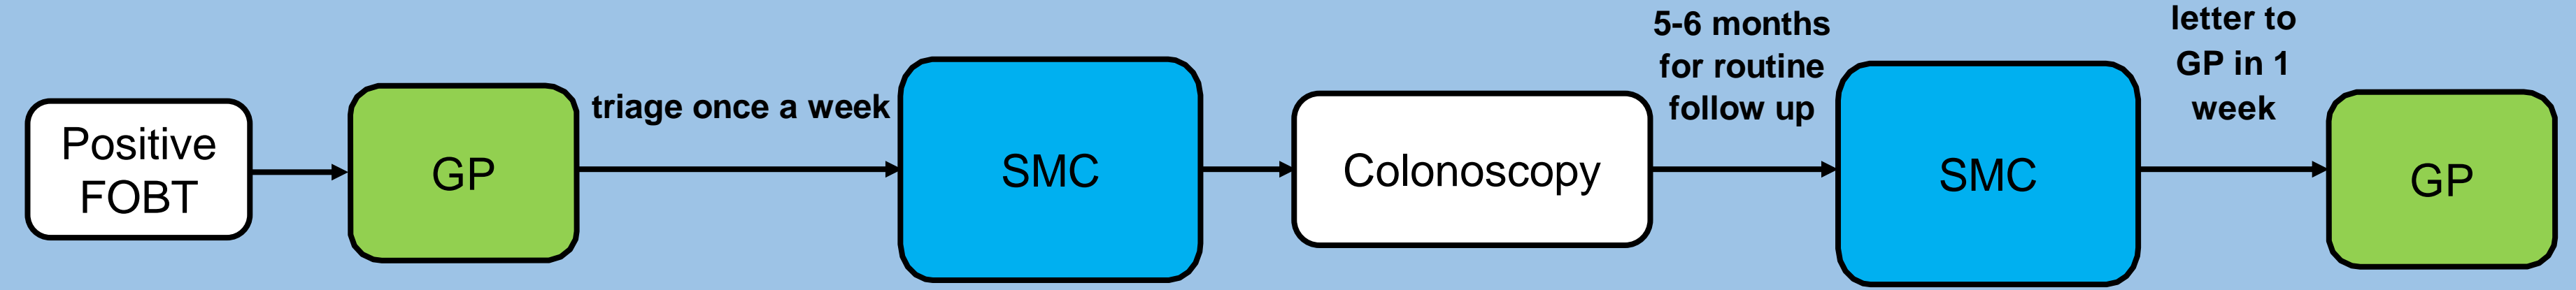 Positive
FOBT
GP
triage once a week
SMC
Colonoscopy
5-6 months
for routine
follow up
SMC
letter to
GP in 1
week
GP